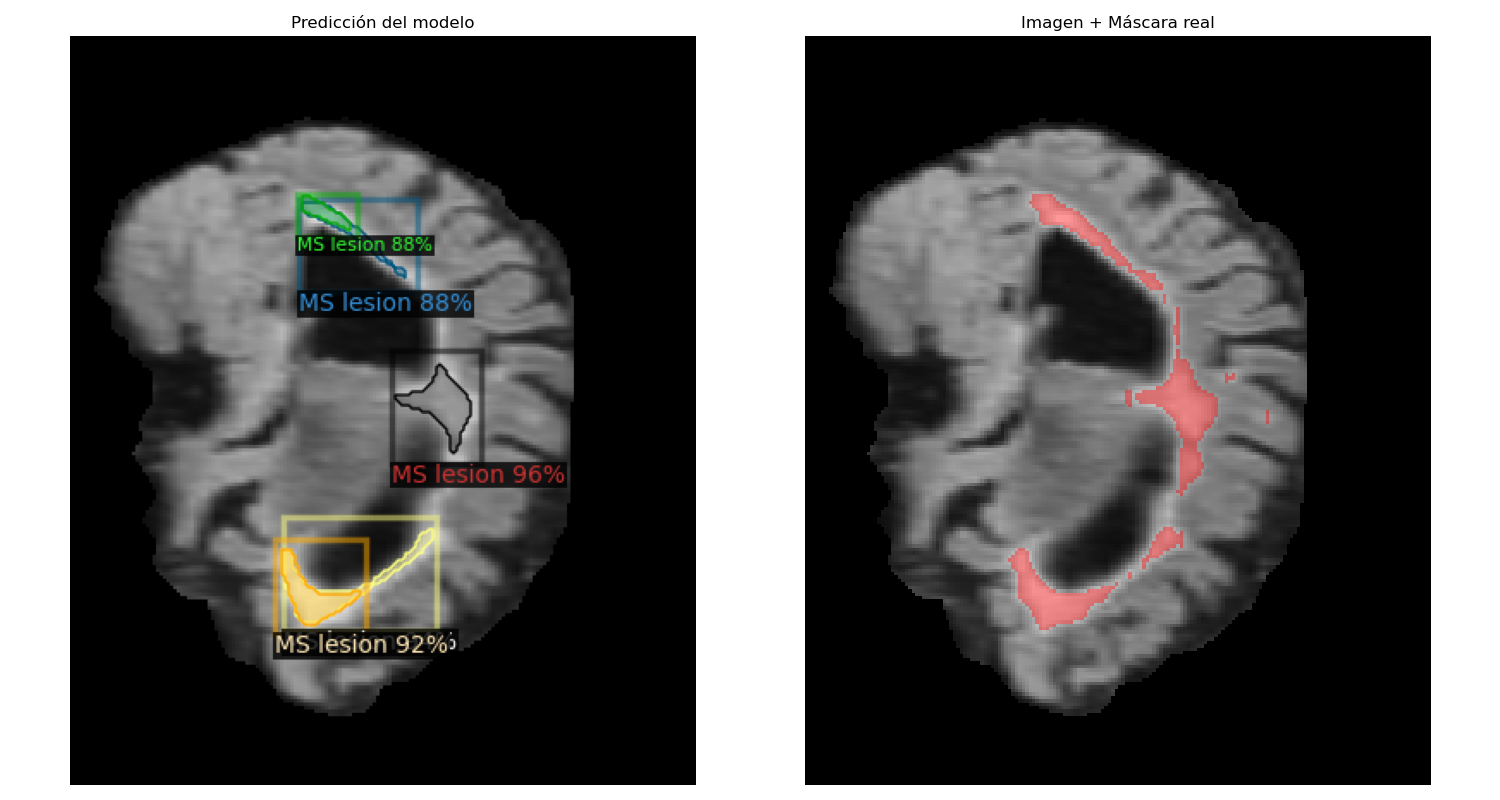 Predicción del modelo
Imagen + Máscara real
MS lesion 88%
MS lesion 88%
MS lesion 96%
MS lesion 92%